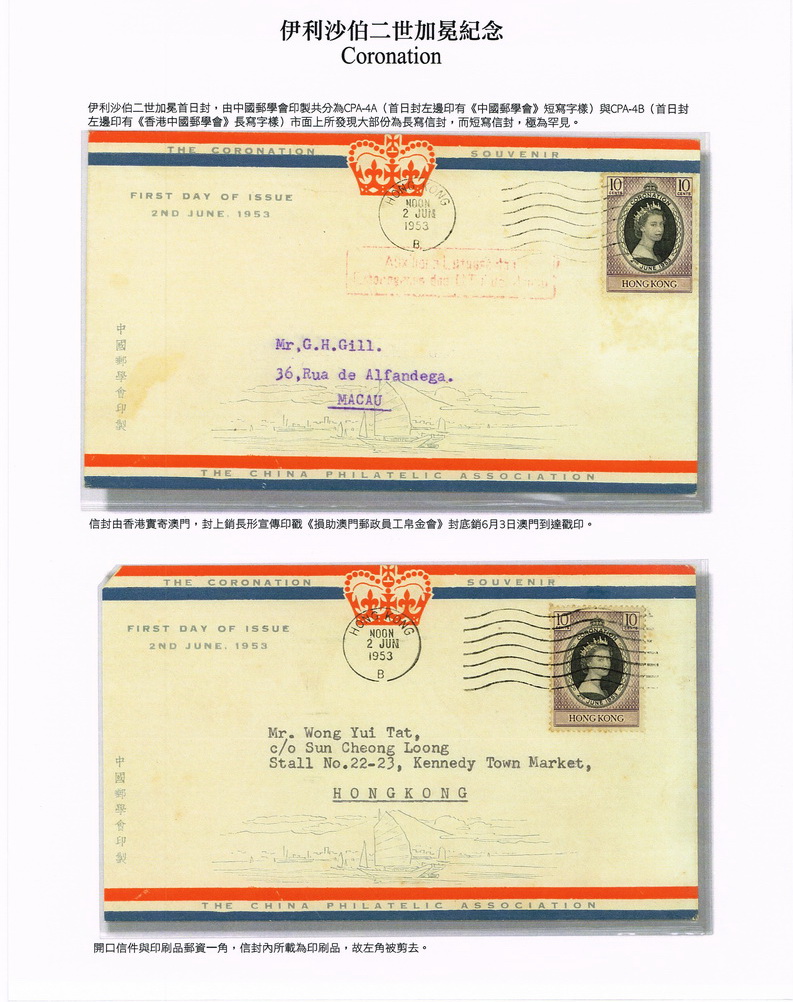 伊利沙伯二世加冕紀念
Coronation
伊利沙伯二世加冕首日封，由中國郵學會印製共分為CPA-4A（首日封左邊印有《中國郵學會》短寫字樣）與CPA-4B（首日封
左邊印有《香港中國郵學會》長寫字樣）市面上所發現大部份為長寫信封，而短寫信封，極為罕見。
THE CORONATION SOUVENIR
FIRST DAY OF ISSUE
2ND JUNE, 1953
HONG KONG
NOON
2 JUN
1953
B
10 CENTS 10 CENTS
CORONATION
2ND JUNE 1953
HONG KONG
Mr,G.H.Gill.
36,Rua de Alfandega.
MACAU
中國郵學會印製
THE CHINA PHILATELIC ASSOCIATION
信封由香港實寄澳門，封上銷長形宣傳印戳《損助澳門郵政員工帛金會》封底銷6月3日澳門到達戳印。
THE CORONATION SOUVENIR
FIRST DAY OF ISSUE
2ND JUNE, 1953
HONG KONG
NOON
2 JUN
1953
B
10 10
CORONATION
2ND JUNE 1953
HONG KONG
Mr. Wong Yui Tat,
c/o Sun Cheong Loong
Stall No.22-23, Kennedy Town Market,
HONGKONG
中國郵學會印製
THE CHINA PHILATELIC ASSOCIATION
開口信件與印刷品郵資一角，信封內所載為印刷品，故左角被剪去。